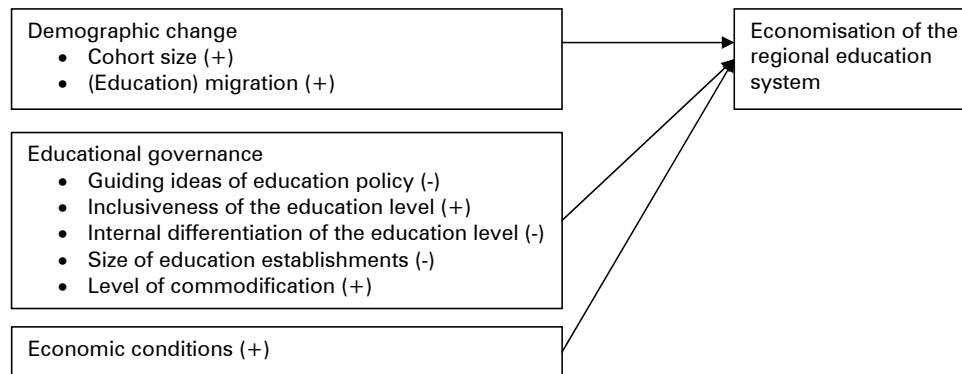 Demographic change
• Cohort size (+)
• (Education) migration (+)
Educational governance
• Guiding ideas of education policy (-)
• Inclusiveness of the education level (+)
• Internal differentiation of the education level (-)
• Size of education establishments (-)
• Level of commodification (+)
Economic conditions (+)
Economisation of the
regional education
system